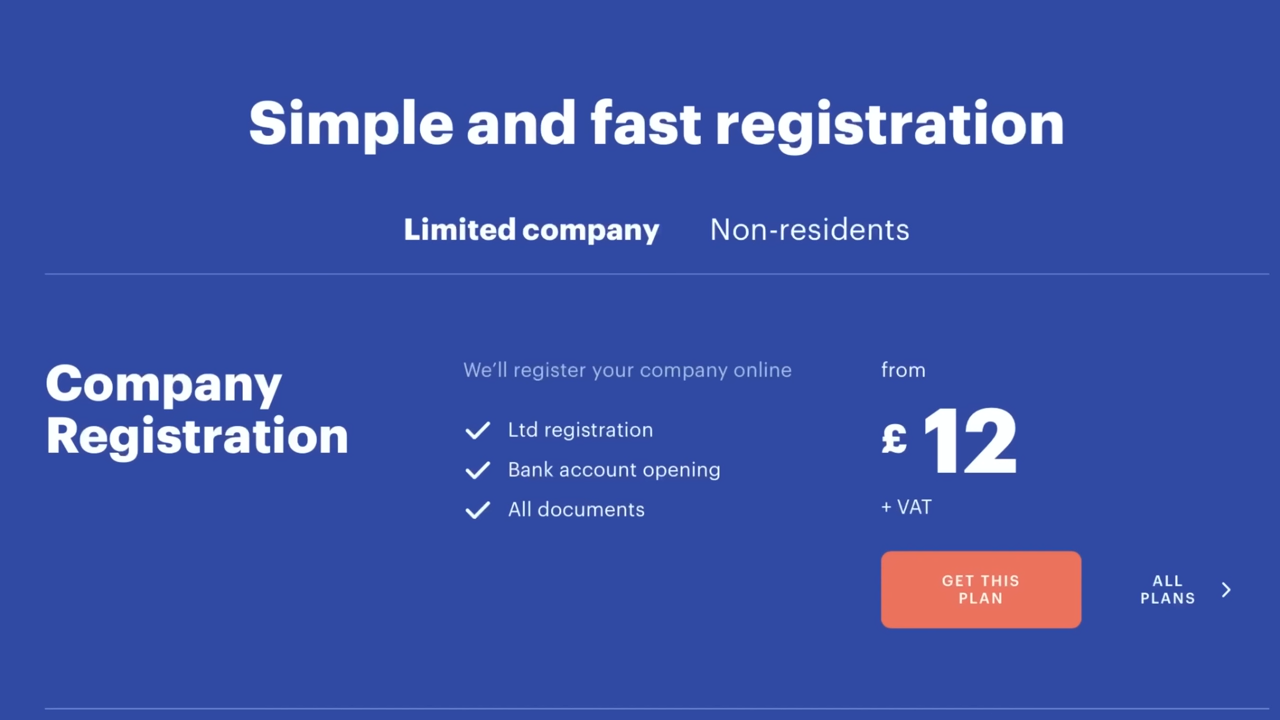 Simple and fast registration
Limited company
Non-residents
Company
Registration
We’ll register your company online
Ltd registration
Bank account opening
All documents
from
£ 12
+ VAT
GET THIS
PLAN
ALL
PLANS